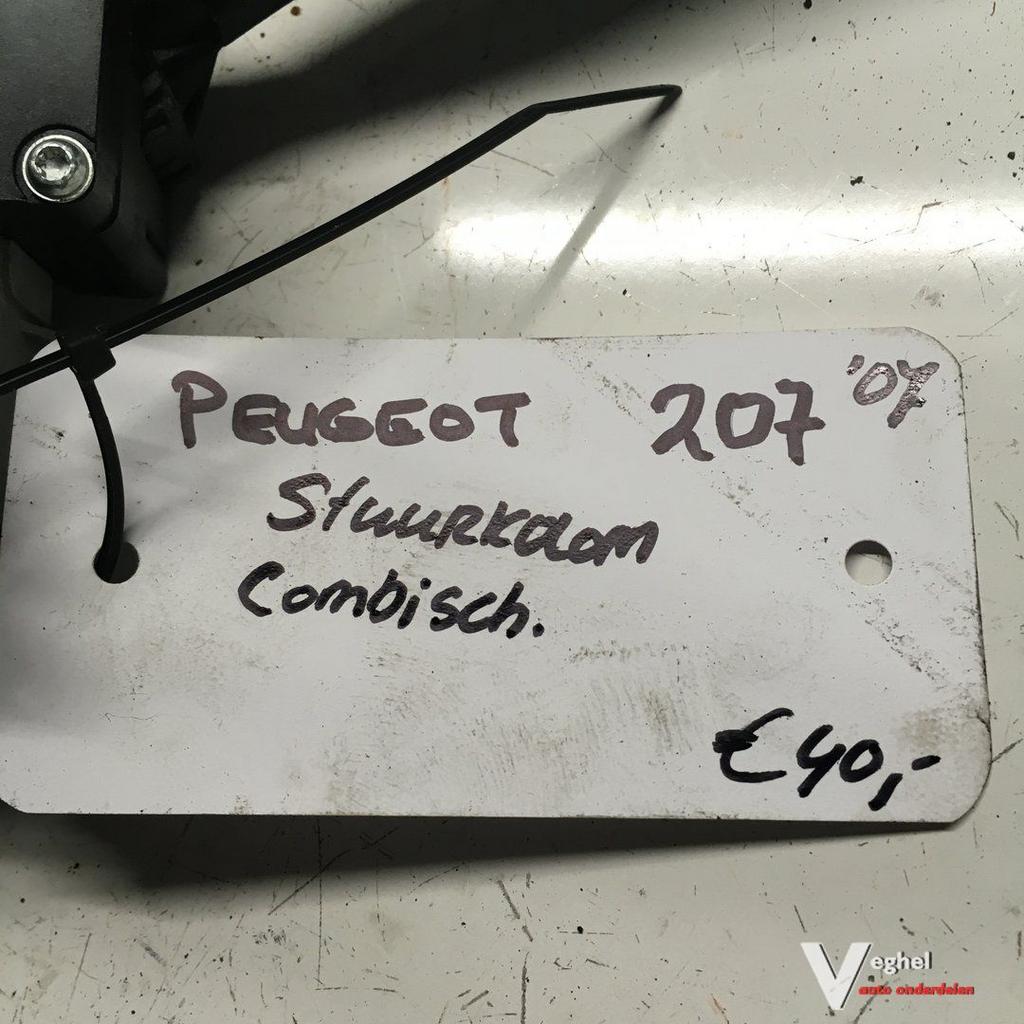 PEUGEOT 207 '07
Stuurkolom
Combisch.
€40,-
Veghel
auto onderdelen